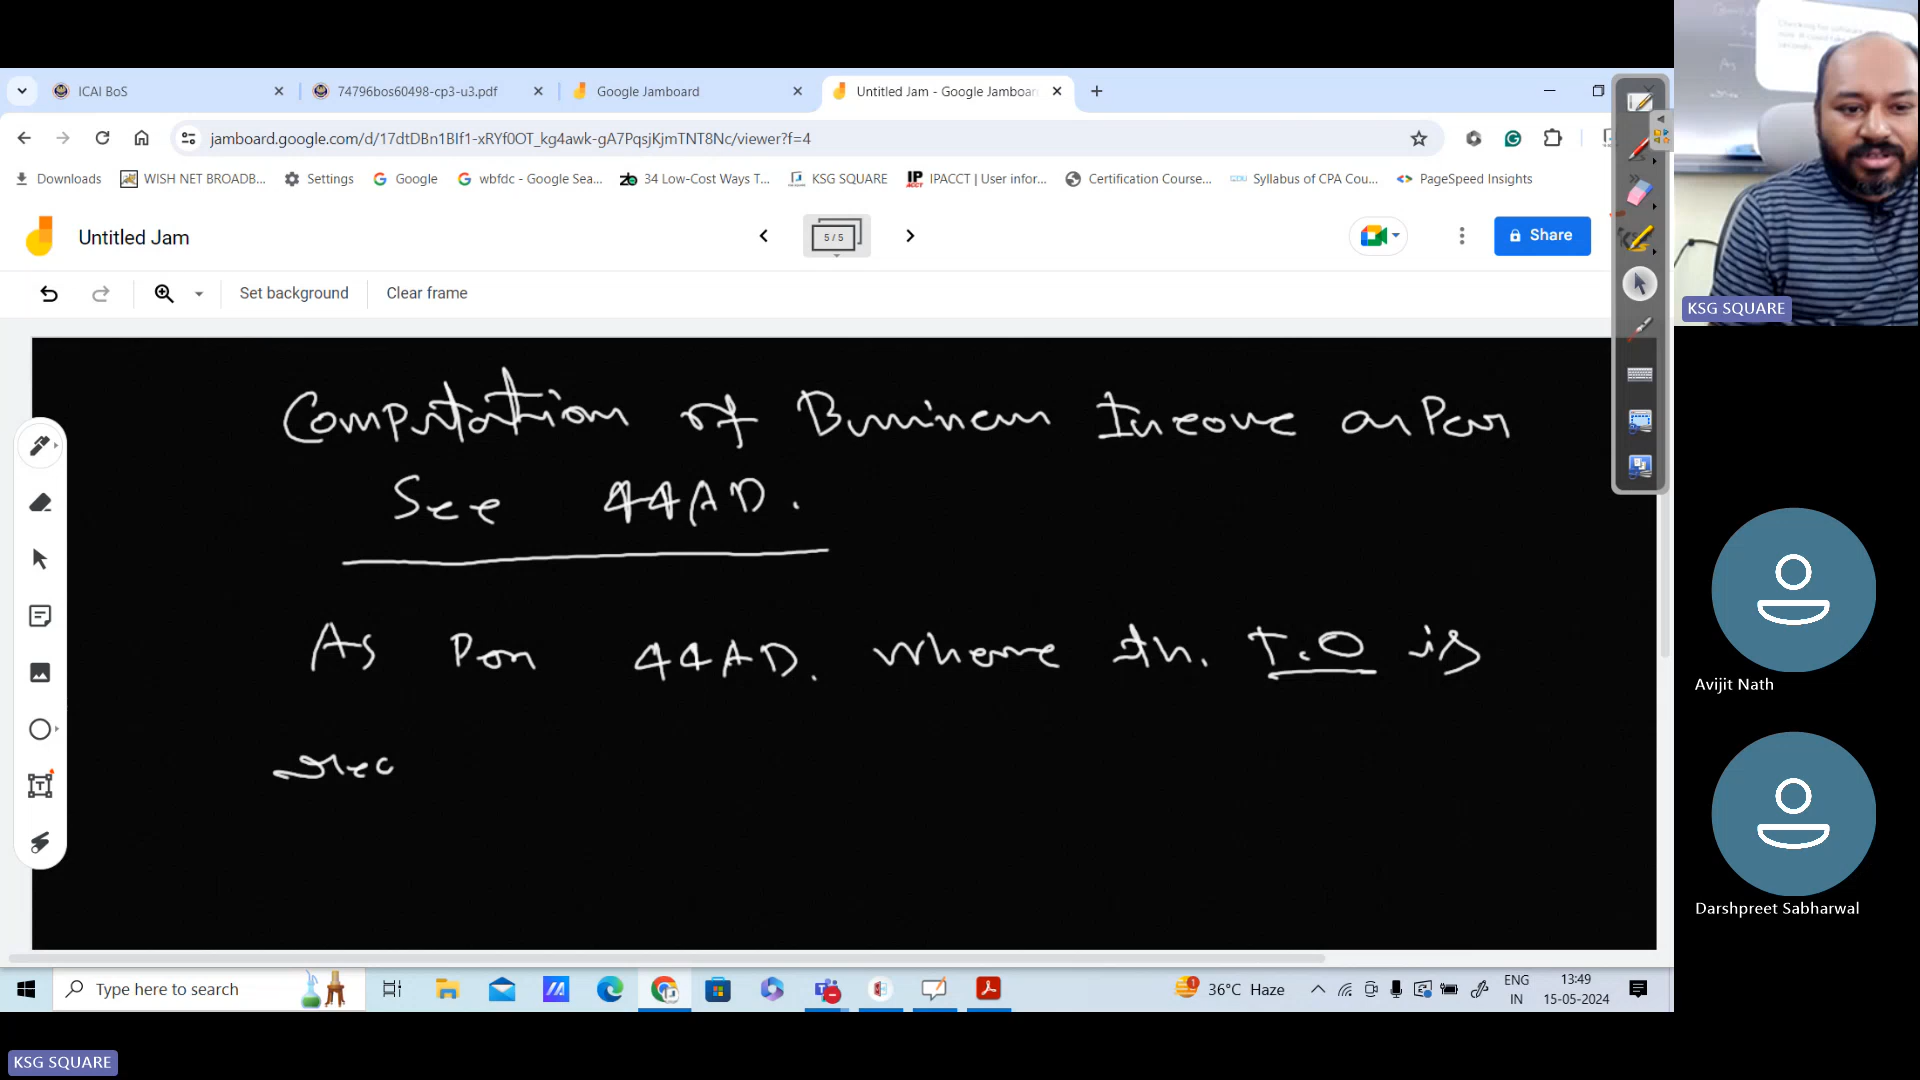 ICAI BoS
74796bos60498-cp3-u3.pdf
Google Jamboard
Untitled Jam - Google Jamboar
jamboard.google.com/d/17dtDBn1BIf1-xRYf0OT_kg4awk-gA7PqsjKjmTNT8Nc/viewer?f=4
Downloads WISH NET BROADB... Settings Google wbfdc - Google Sea... 34 Low-Cost Ways T... KSG SQUARE IPACCT | User infor... Certification Course... Syllabus of CPA Cou... PageSpeed Insights
Untitled Jam
5 / 5
Share
Set background Clear frame
Computation of Business Income as Per
Sec 44AD.
As Per 44AD. where th. T.O is
rec
KSG SQUARE
Avijit Nath
Darshpreet Sabharwal
Type here to search
36°C Haze
ENG
IN
13:49
15-05-2024
KSG SQUARE